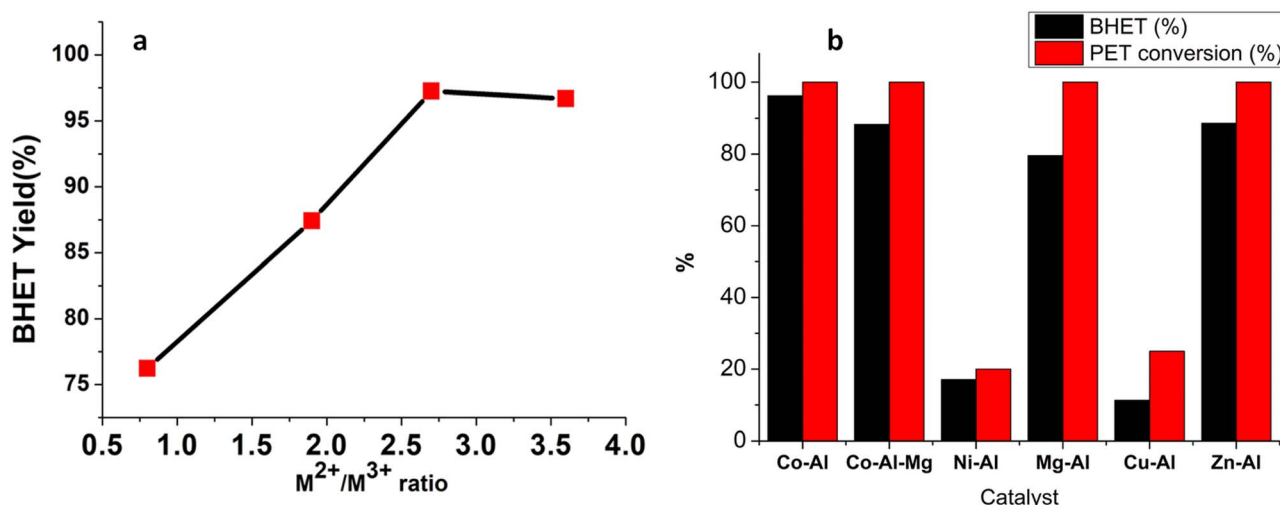 a
100
95
90
85
80
75
BHET Yield(%)
0.5 1.0 1.5 2.0 2.5 3.0 3.5 4.0
M²⁺/M³⁺ ratio
b
BHET (%)
PET conversion (%)
100
80
60
40
20
0
%
Co-Al Co-Al-Mg Ni-Al Mg-Al Cu-Al Zn-Al
Catalyst